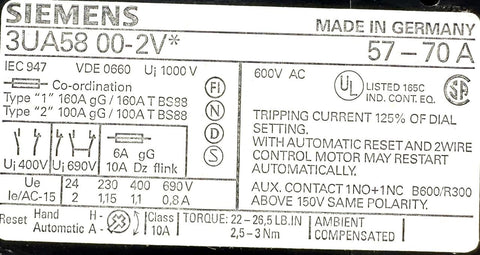 SIEMENS
MADE IN GERMANY
3UA58 00-2V*
57-70 A
IEC 947 VDE 0660 Ui 1000 V
600V AC
UL LISTED 165C
IND. CONT. EQ.
Co-ordination
Type "1" 160A gG / 160A T BS88
Type "2" 100A gG / 100A T BS88
FI
N
D
S
TRIPPING CURRENT 125% OF DIAL
SETTING.
WITH AUTOMATIC RESET AND 2WIRE
CONTROL MOTOR MAY RESTART
AUTOMATICALLY.
Ui 400V Ui 690V
6A gG
10A Dz flink
Ue 24 230 400 690 V
Ie/AC-15 2 1,15 1,1 0,8 A
AUX. CONTACT 1NO+1NC B600/R300
ABOVE 150V SAME POLARITY.
Reset Hand H-
Automatic A-
Class
10A
TORQUE: 22-26,5 LB.IN
2,5-3 Nm
AMBIENT
COMPENSATED